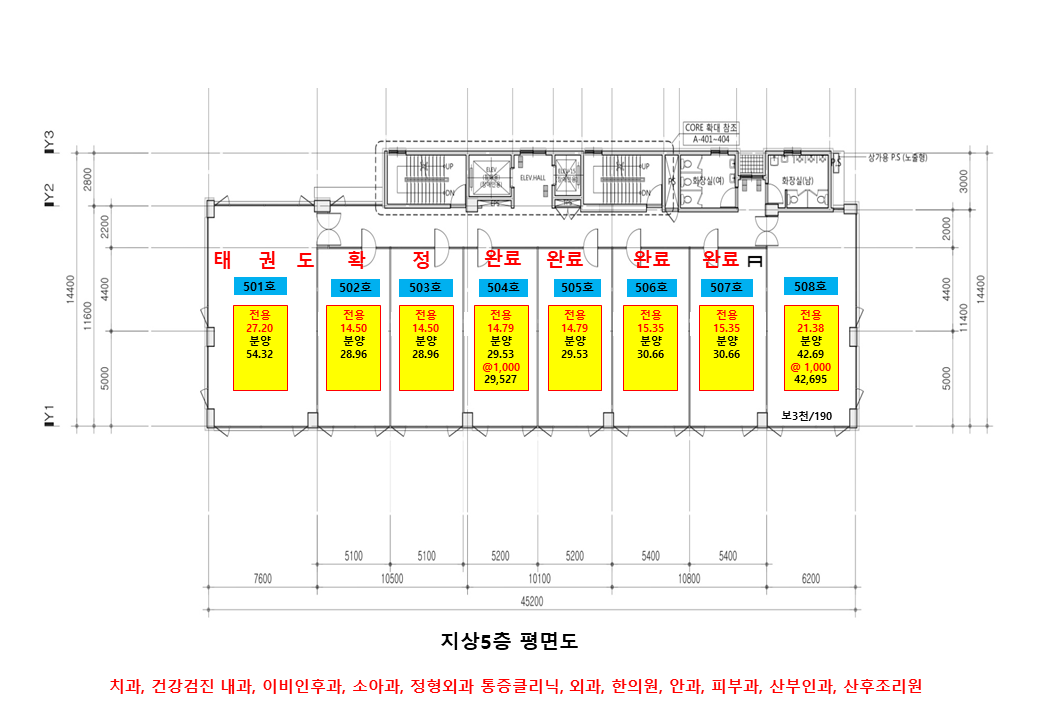 CORE 확대 참조
A-401~404
상가용 P.S (노출형)
Y3
Y2
Y1
UP
DN
ELEV.
ELEV.HALL
UP
DN
P.S
화장실(여)
화장실(남)
P.S
EPS
2800
2200
4400
5000
14400
11600
3000
2000
4400
5000
11400
14400
태 권 도 확 정 완료 완료 완료 완료
501호 502호 503호 504호 505호 506호 507호 508호
전용
27.20
분양
54.32
전용
14.50
분양
28.96
전용
14.50
분양
28.96
전용
14.79
분양
29.53
@1,000
29,527
전용
14.79
분양
29.53
전용
15.35
분양
30.66
전용
15.35
분양
30.66
전용
21.38
분양
42.69
@ 1,000
42,695
보3천/190
5100 5100 5200 5200 5400 5400
7600 10500 10100 10800 6200
45200
지상5층 평면도
치과, 건강검진 내과, 이비인후과, 소아과, 정형외과 통증클리닉, 외과, 한의원, 안과, 피부과, 산부인과, 산후조리원